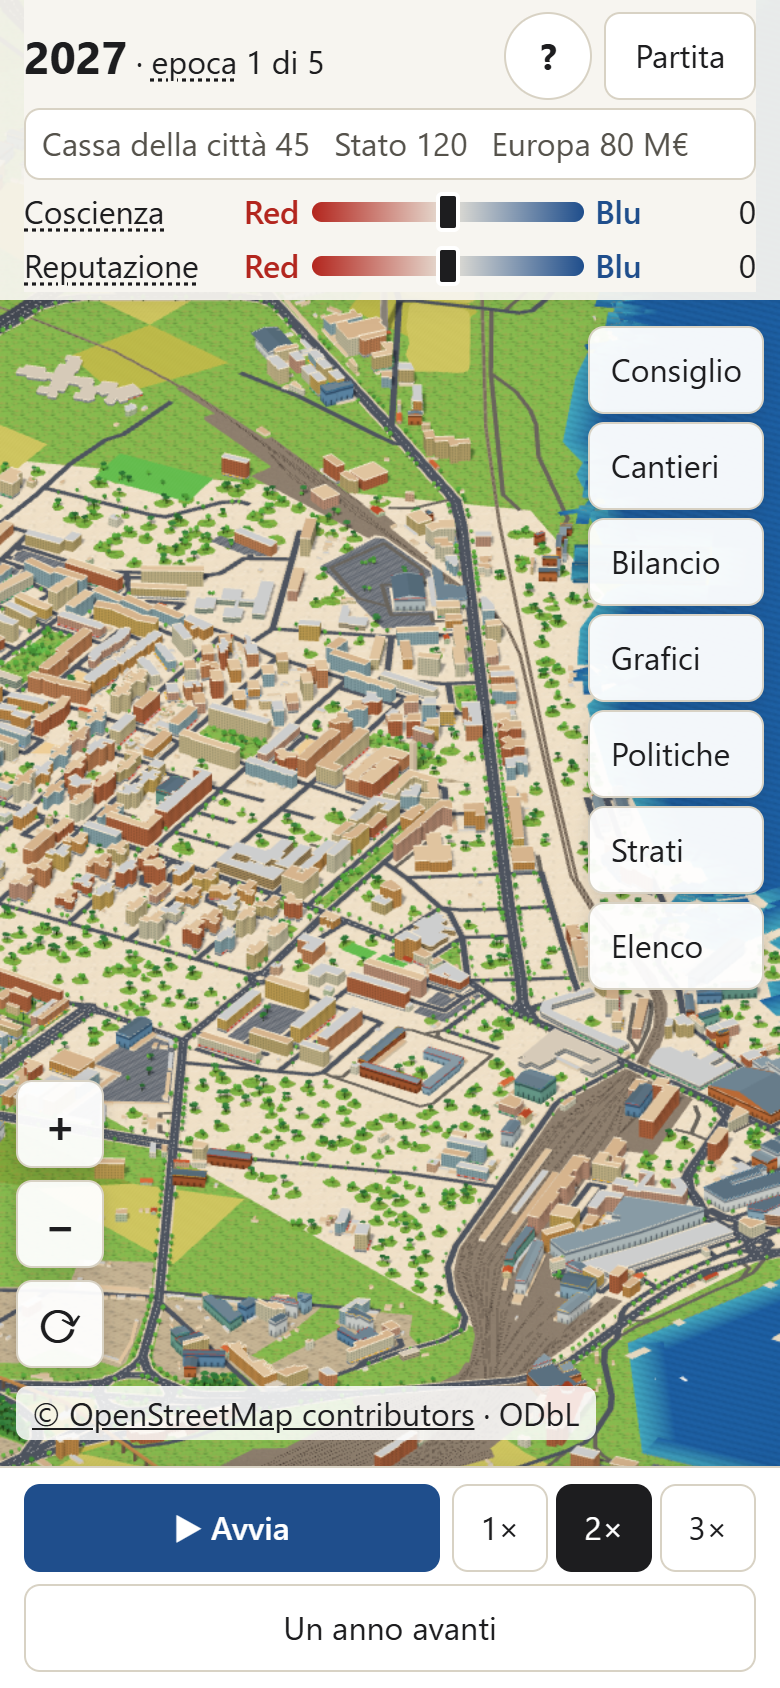 2027 · epoca 1 di 5
?
Partita
Cassa della città 45 Stato 120 Europa 80 M€
Coscienza Red Blu 0
Reputazione Red Blu 0
Consiglio
Cantieri
Bilancio
Grafici
Politiche
Strati
Elenco
+
−
© OpenStreetMap contributors · ODbL
▶ Avvia
1×
2×
3×
Un anno avanti